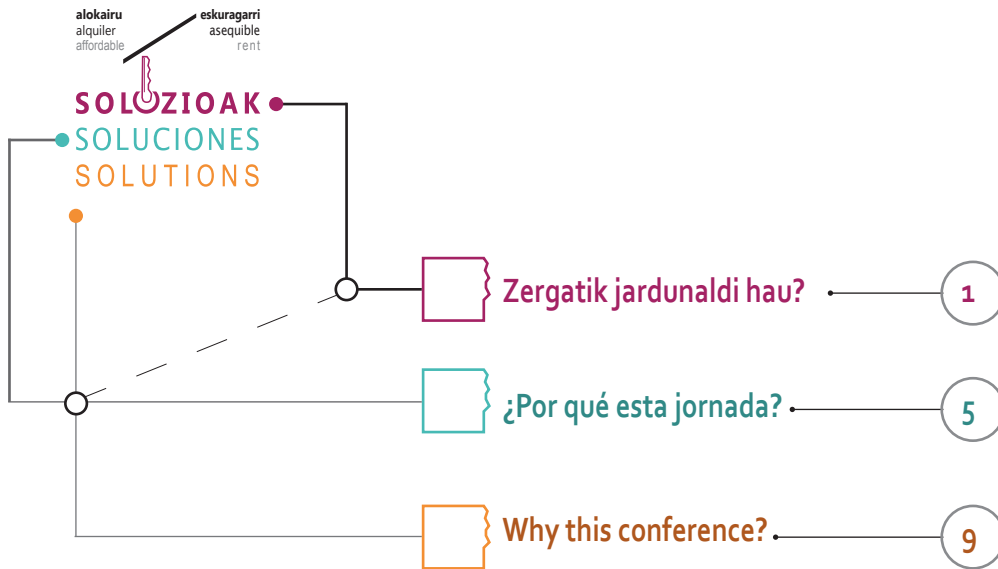 alokairu eskuragarri
alquiler asequible
affordable rent
SOLUZIOAK
SOLUCIONES
SOLUTIONS
Zergatik jardunaldi hau? 1
¿Por qué esta jornada? 5
Why this conference? 9